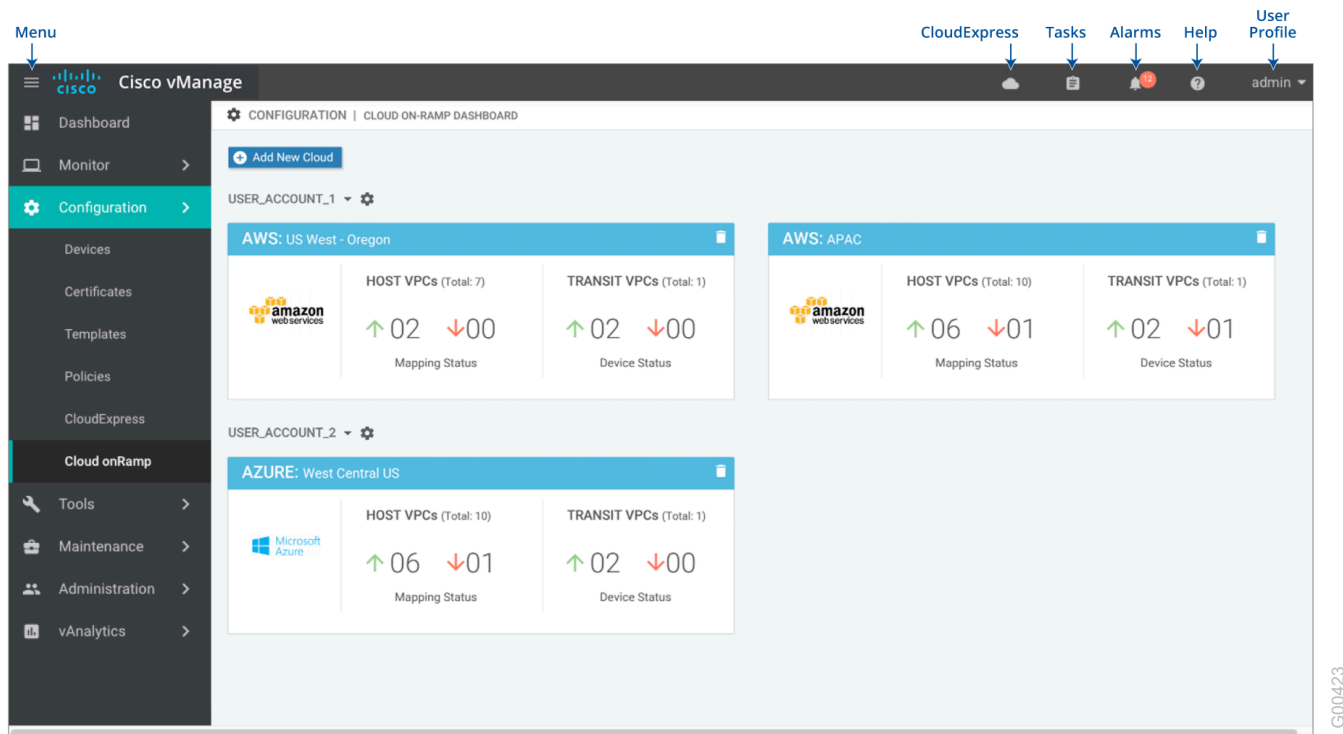 Menu
CloudExpress
Tasks
Alarms
Help
User
Profile
cisco
Cisco vManage
12
admin
Dashboard
Monitor
Configuration
Devices
Certificates
Templates
Policies
CloudExpress
Cloud onRamp
Tools
Maintenance
Administration
vAnalytics
CONFIGURATION | CLOUD ON-RAMP DASHBOARD
Add New Cloud
USER_ACCOUNT_1
AWS: US West - Oregon
amazon
webservices
HOST VPCs (Total: 7)
02 00
Mapping Status
TRANSIT VPCs (Total: 1)
02 00
Device Status
AWS: APAC
amazon
webservices
HOST VPCs (Total: 10)
06 01
Mapping Status
TRANSIT VPCs (Total: 1)
02 01
Device Status
USER_ACCOUNT_2
AZURE: West Central US
Microsoft
Azure
HOST VPCs (Total: 10)
06 01
Mapping Status
TRANSIT VPCs (Total: 1)
02 00
Device Status
G00423